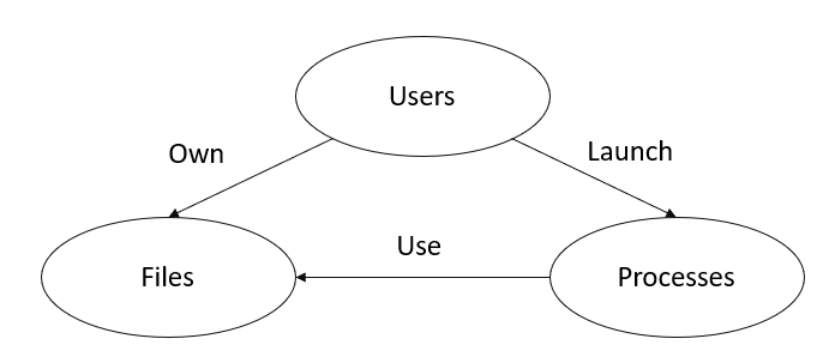 Users
Own
Launch
Use
Files
Processes